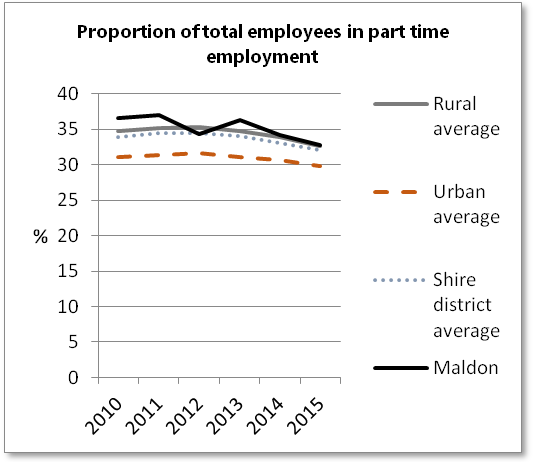 Proportion of total employees in part time
employment
40
35
30
25
20
15
10
5
0
%
2010
2011
2012
2013
2014
2015
Rural
average
Urban
average
Shire
district
average
Maldon